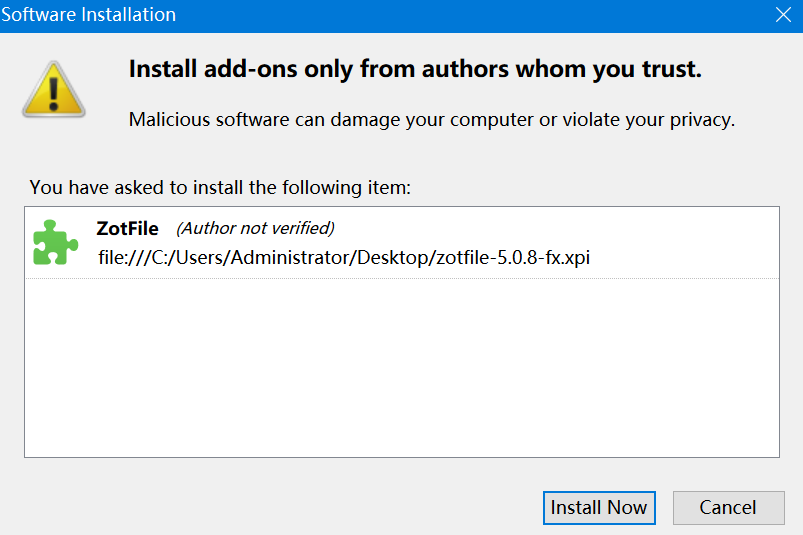 Software Installation
Install add-ons only from authors whom you trust.
Malicious software can damage your computer or violate your privacy.
You have asked to install the following item:
ZotFile (Author not verified)
file:///C:/Users/Administrator/Desktop/zotfile-5.0.8-fx.xpi
Install Now Cancel